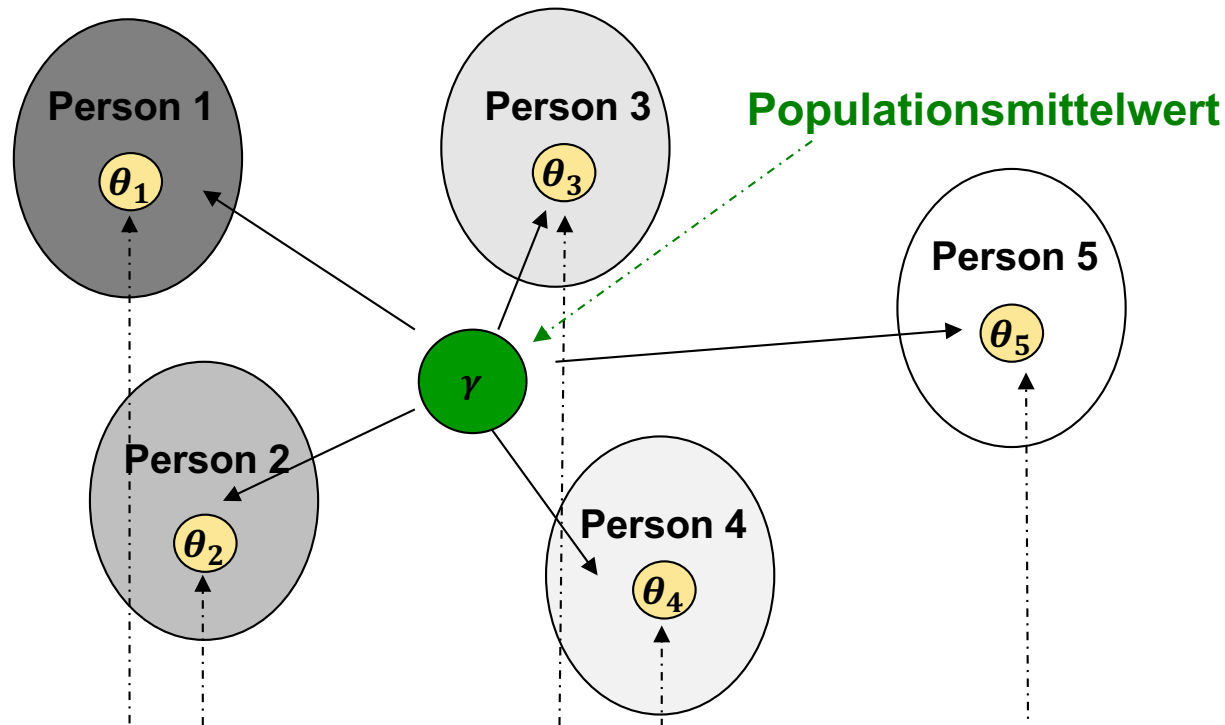 Person 1
θ₁
Person 3
θ₃
Populationsmittelwert
Person 5
θ₅
γ
Person 2
θ₂
Person 4
θ₄